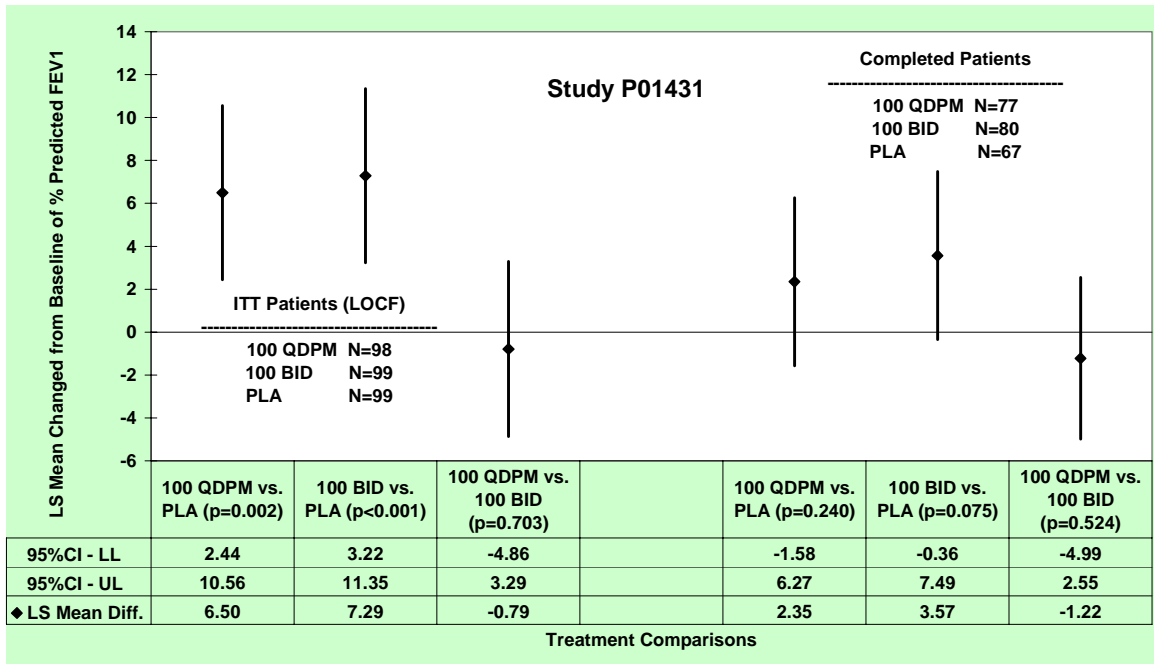 LS Mean Changed from Baseline of % Predicted FEV1
14
12
10
8
6
4
2
0
-2
-4
-6
Study P01431
Completed Patients
---------------------------------------
100 QDPM N=77
100 BID N=80
PLA N=67
ITT Patients (LOCF)
---------------------------------------
100 QDPM N=98
100 BID N=99
PLA N=99
100 QDPM vs. PLA (p=0.002) 100 BID vs. PLA (p<0.001) 100 QDPM vs. 100 BID (p=0.703) 100 QDPM vs. PLA (p=0.240) 100 BID vs. PLA (p=0.075) 100 QDPM vs. 100 BID (p=0.524)
95%CI - LL 2.44 3.22 -4.86 -1.58 -0.36 -4.99
95%CI - UL 10.56 11.35 3.29 6.27 7.49 2.55
◆ LS Mean Diff. 6.50 7.29 -0.79 2.35 3.57 -1.22
Treatment Comparisons